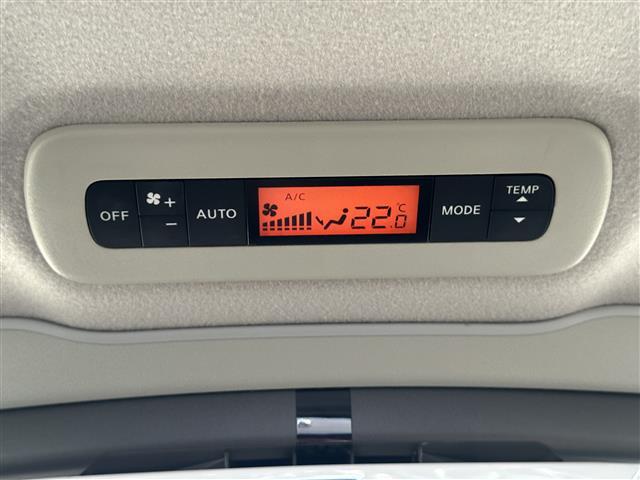 OFF
+
−
AUTO
A/C
22.0
°C
MODE
TEMP